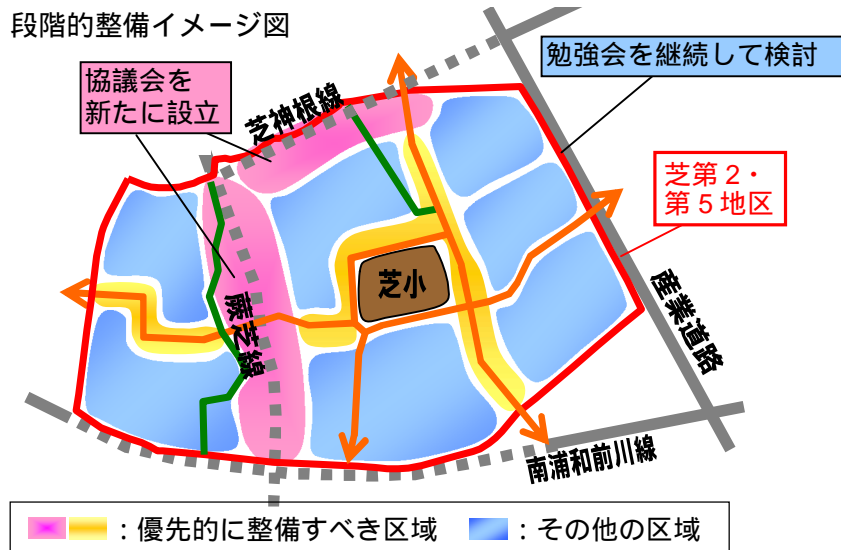 段階的整備イメージ図
協議会を
新たに設立
勉強会を継続して検討
芝神根線
芝第2・
第5地区
芝小
蕨芝線
産業道路
南浦和前川線
：優先的に整備すべき区域
：その他の区域